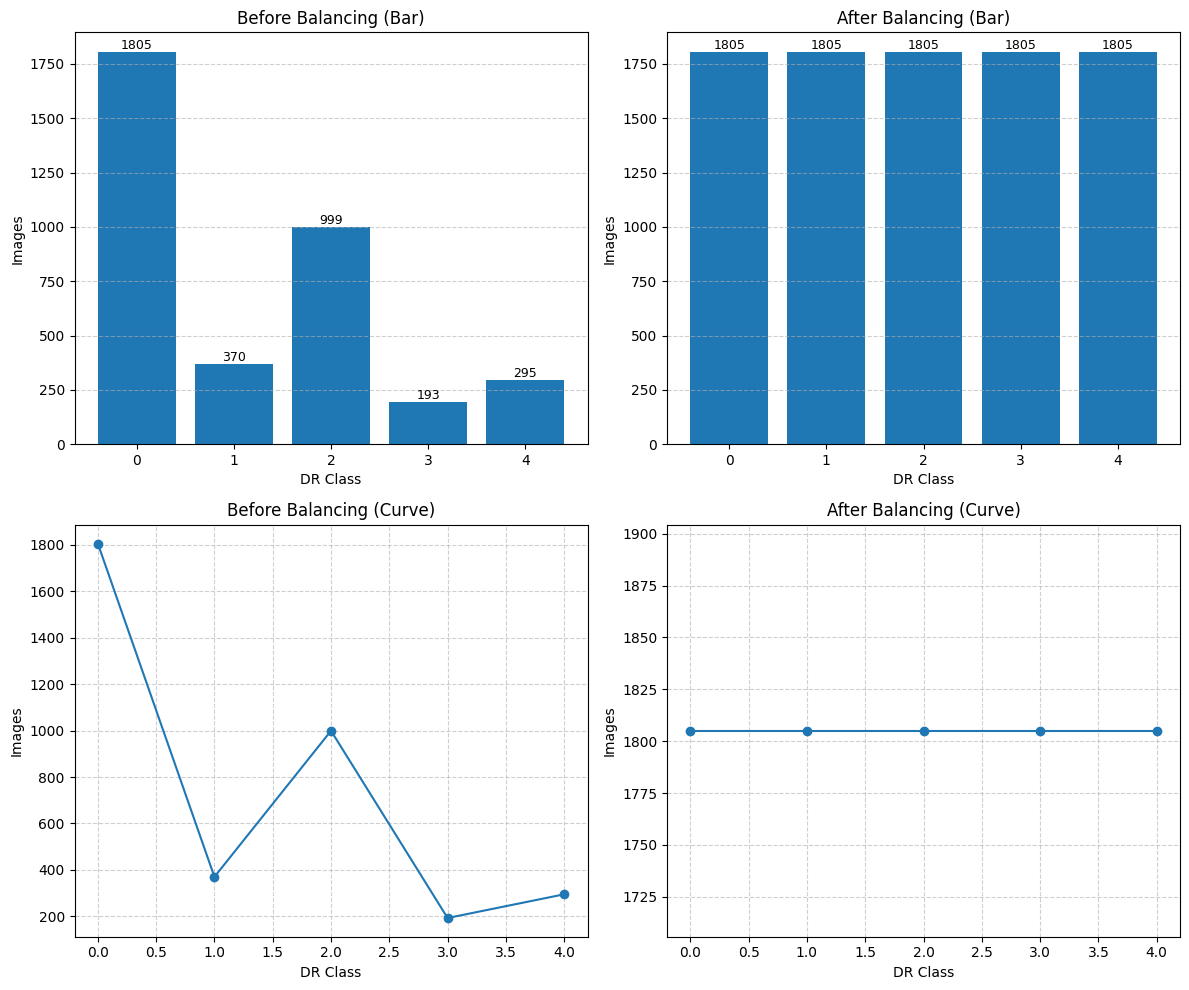 Before Balancing (Bar)
Images
1750
1500
1250
1000
750
500
250
0
1805
370
999
193
295
0 1 2 3 4
DR Class
After Balancing (Bar)
Images
1750
1500
1250
1000
750
500
250
0
1805 1805 1805 1805 1805
0 1 2 3 4
DR Class
Before Balancing (Curve)
Images
1800
1600
1400
1200
1000
800
600
400
200
0.0 0.5 1.0 1.5 2.0 2.5 3.0 3.5 4.0
DR Class
After Balancing (Curve)
Images
1900
1875
1850
1825
1800
1775
1750
1725
0.0 0.5 1.0 1.5 2.0 2.5 3.0 3.5 4.0
DR Class